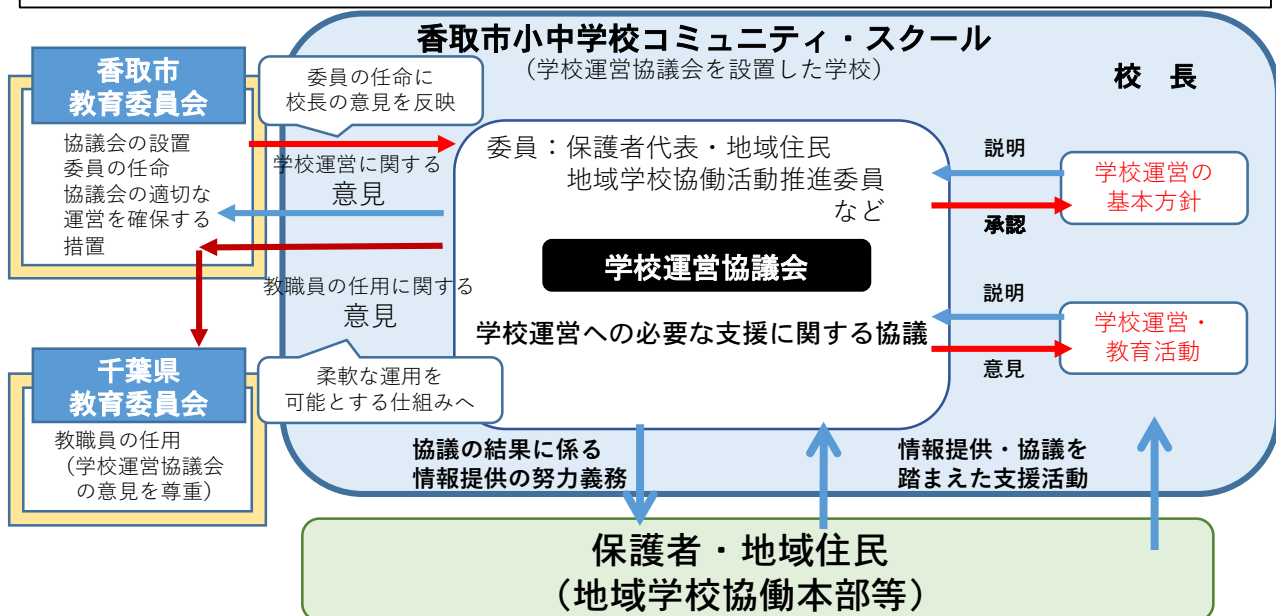 香取市小中学校コミュニティ・スクール
（学校運営協議会を設置した学校）
校　長
香取市
教育委員会
協議会の設置
委員の任命
協議会の適切な
運営を確保する
措置
委員の任命に
校長の意見を反映
学校運営に関する
意見
教職員の任用に関する
意見
柔軟な運用を
可能とする仕組みへ
千葉県
教育委員会
教職員の任用
（学校運営協議会
の意見を尊重）
委員：保護者代表・地域住民
地域学校協働活動推進委員
など
学校運営協議会
学校運営への必要な支援に関する協議
説明
学校運営の
基本方針
承認
説明
学校運営・
教育活動
意見
協議の結果に係る
情報提供の努力義務
情報提供・協議を
踏まえた支援活動
保護者・地域住民
（地域学校協働本部等）